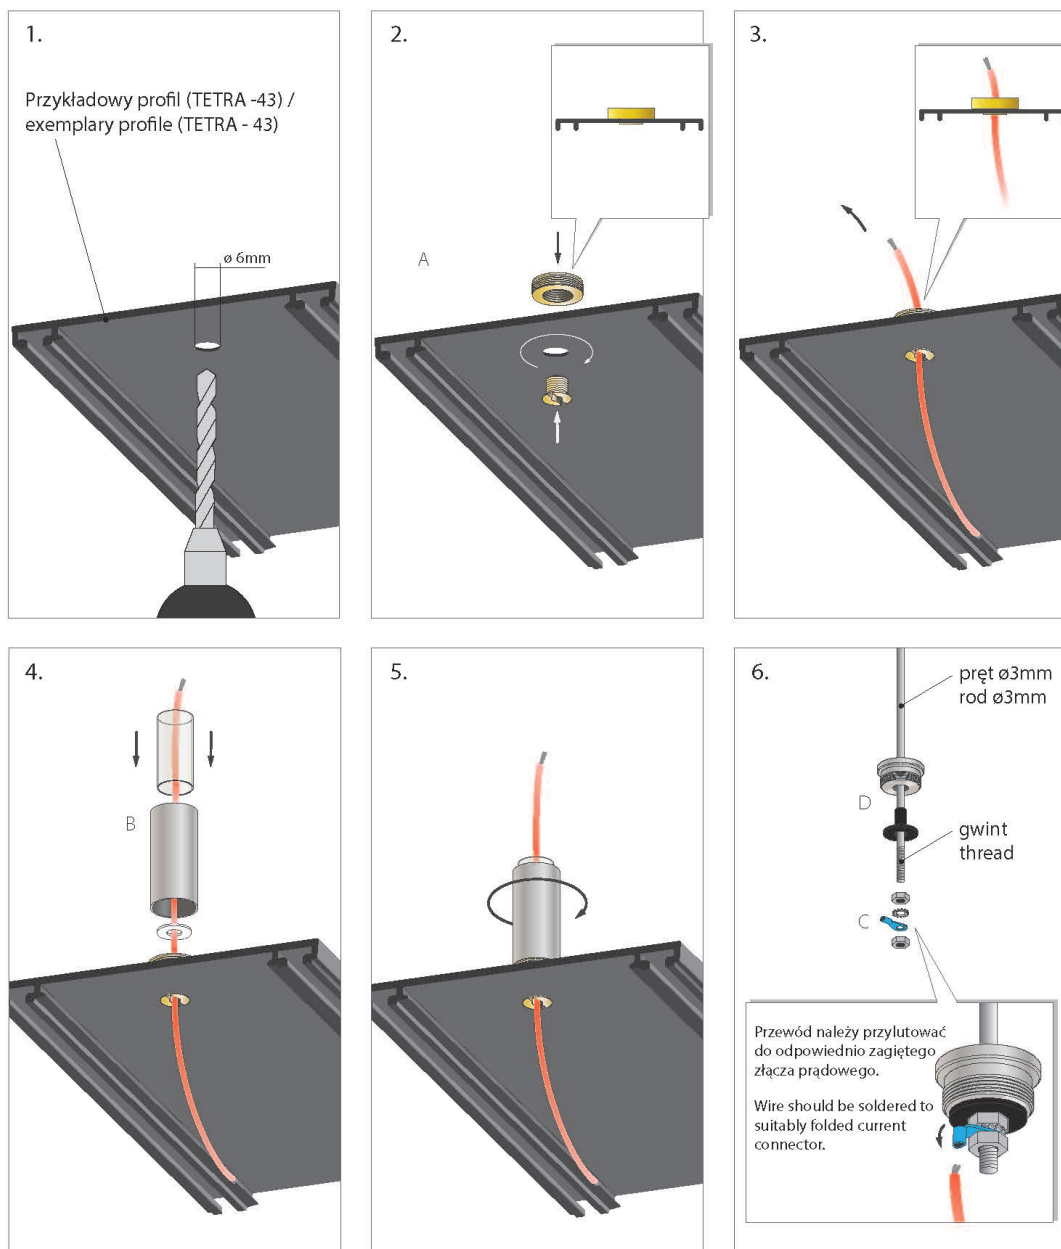 1.
Przykładowy profil (TETRA -43) /
exemplary profile (TETRA - 43)
ø 6mm
2.
A
3.
4.
B
5.
6.
pręt ø3mm
rod ø3mm
D
gwint
thread
C
Przewód należy przylutować
do odpowiednio zagiętego
złącza prądowego.
Wire should be soldered to
suitably folded current
connector.